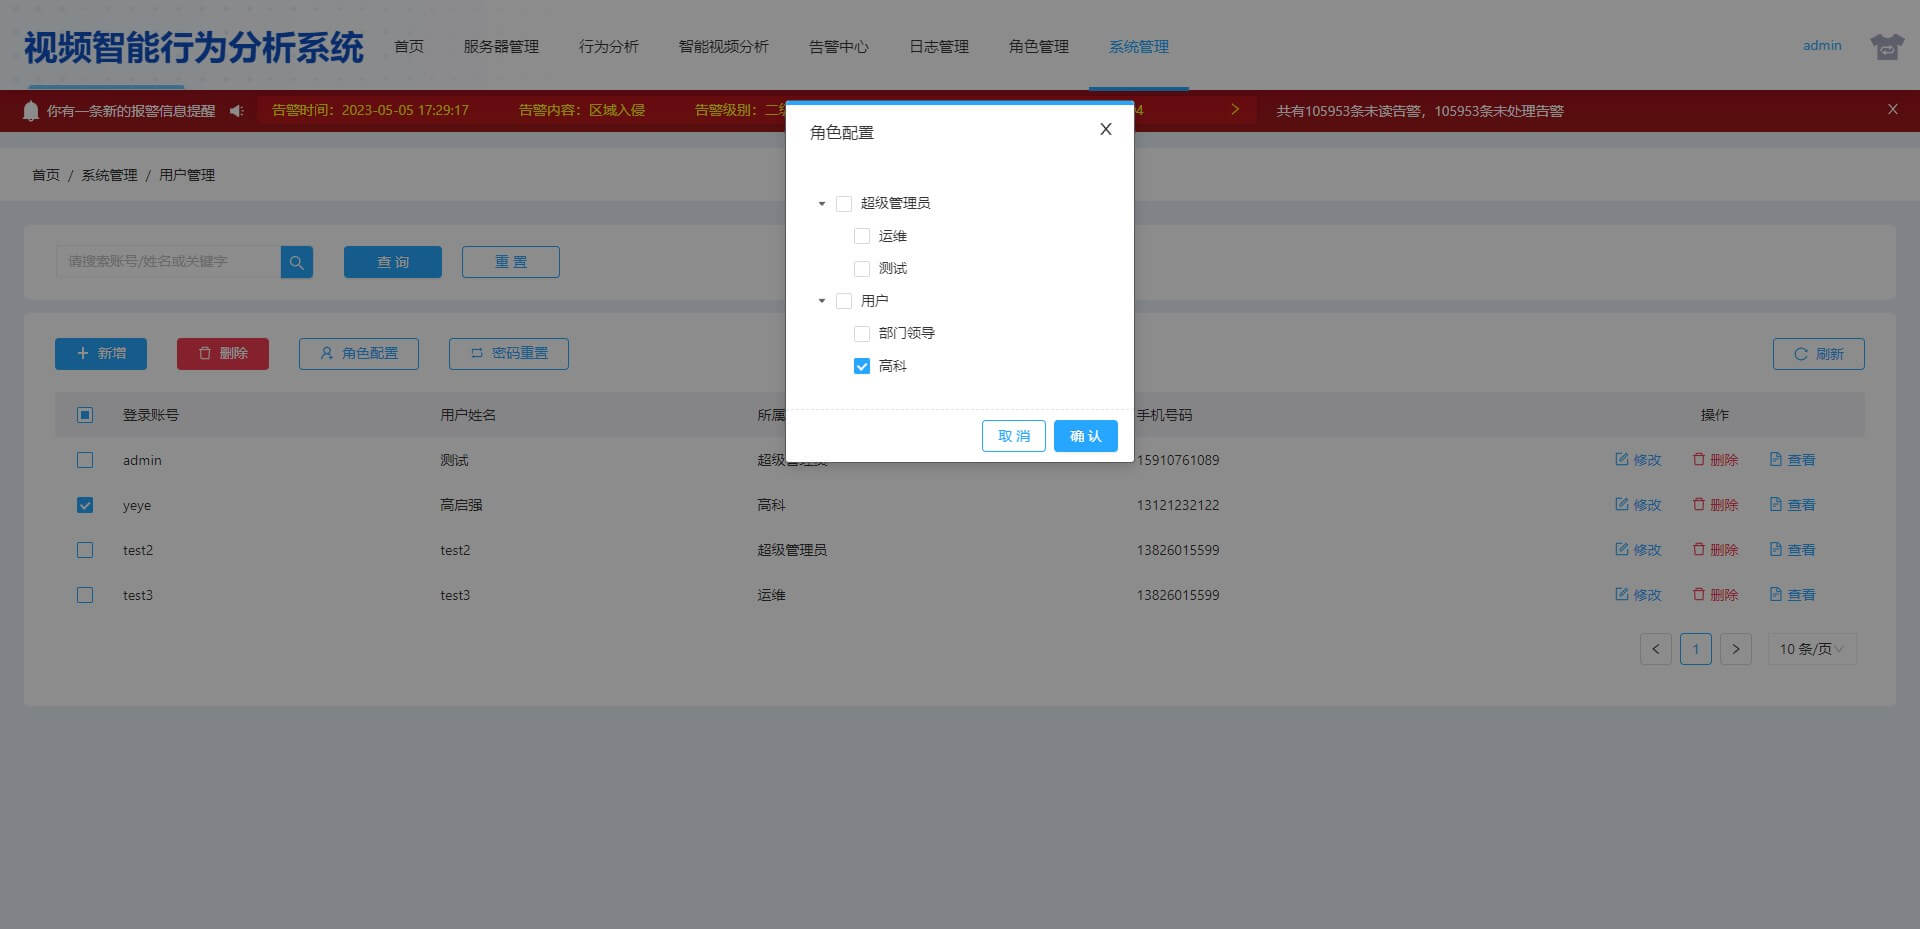 视频智能行为分析系统 首页 服务器管理 行为分析 智能视频分析 告警中心 日志管理 角色管理 系统管理 admin
你有一条新的报警信息提醒 告警时间：2023-05-05 17:29:17 告警内容：区域入侵 告警级别：二 共有105953条未读告警，105953条未处理告警 X
角色配置 X
首页 / 系统管理 / 用户管理
超级管理员
运维
请搜索账号/姓名或关键字 查询 重置
测试
用户
部门领导
+ 新增 删除 角色配置 密码重置 刷新
高科
登录账号 用户姓名 所属 手机号码 操作
取消 确认
admin 测试 超级管理员 15910761089 修改 删除 查看
yeye 高启强 高科 13121232122 修改 删除 查看
test2 test2 超级管理员 13826015599 修改 删除 查看
test3 test3 运维 13826015599 修改 删除 查看
< 1 > 10 条/页